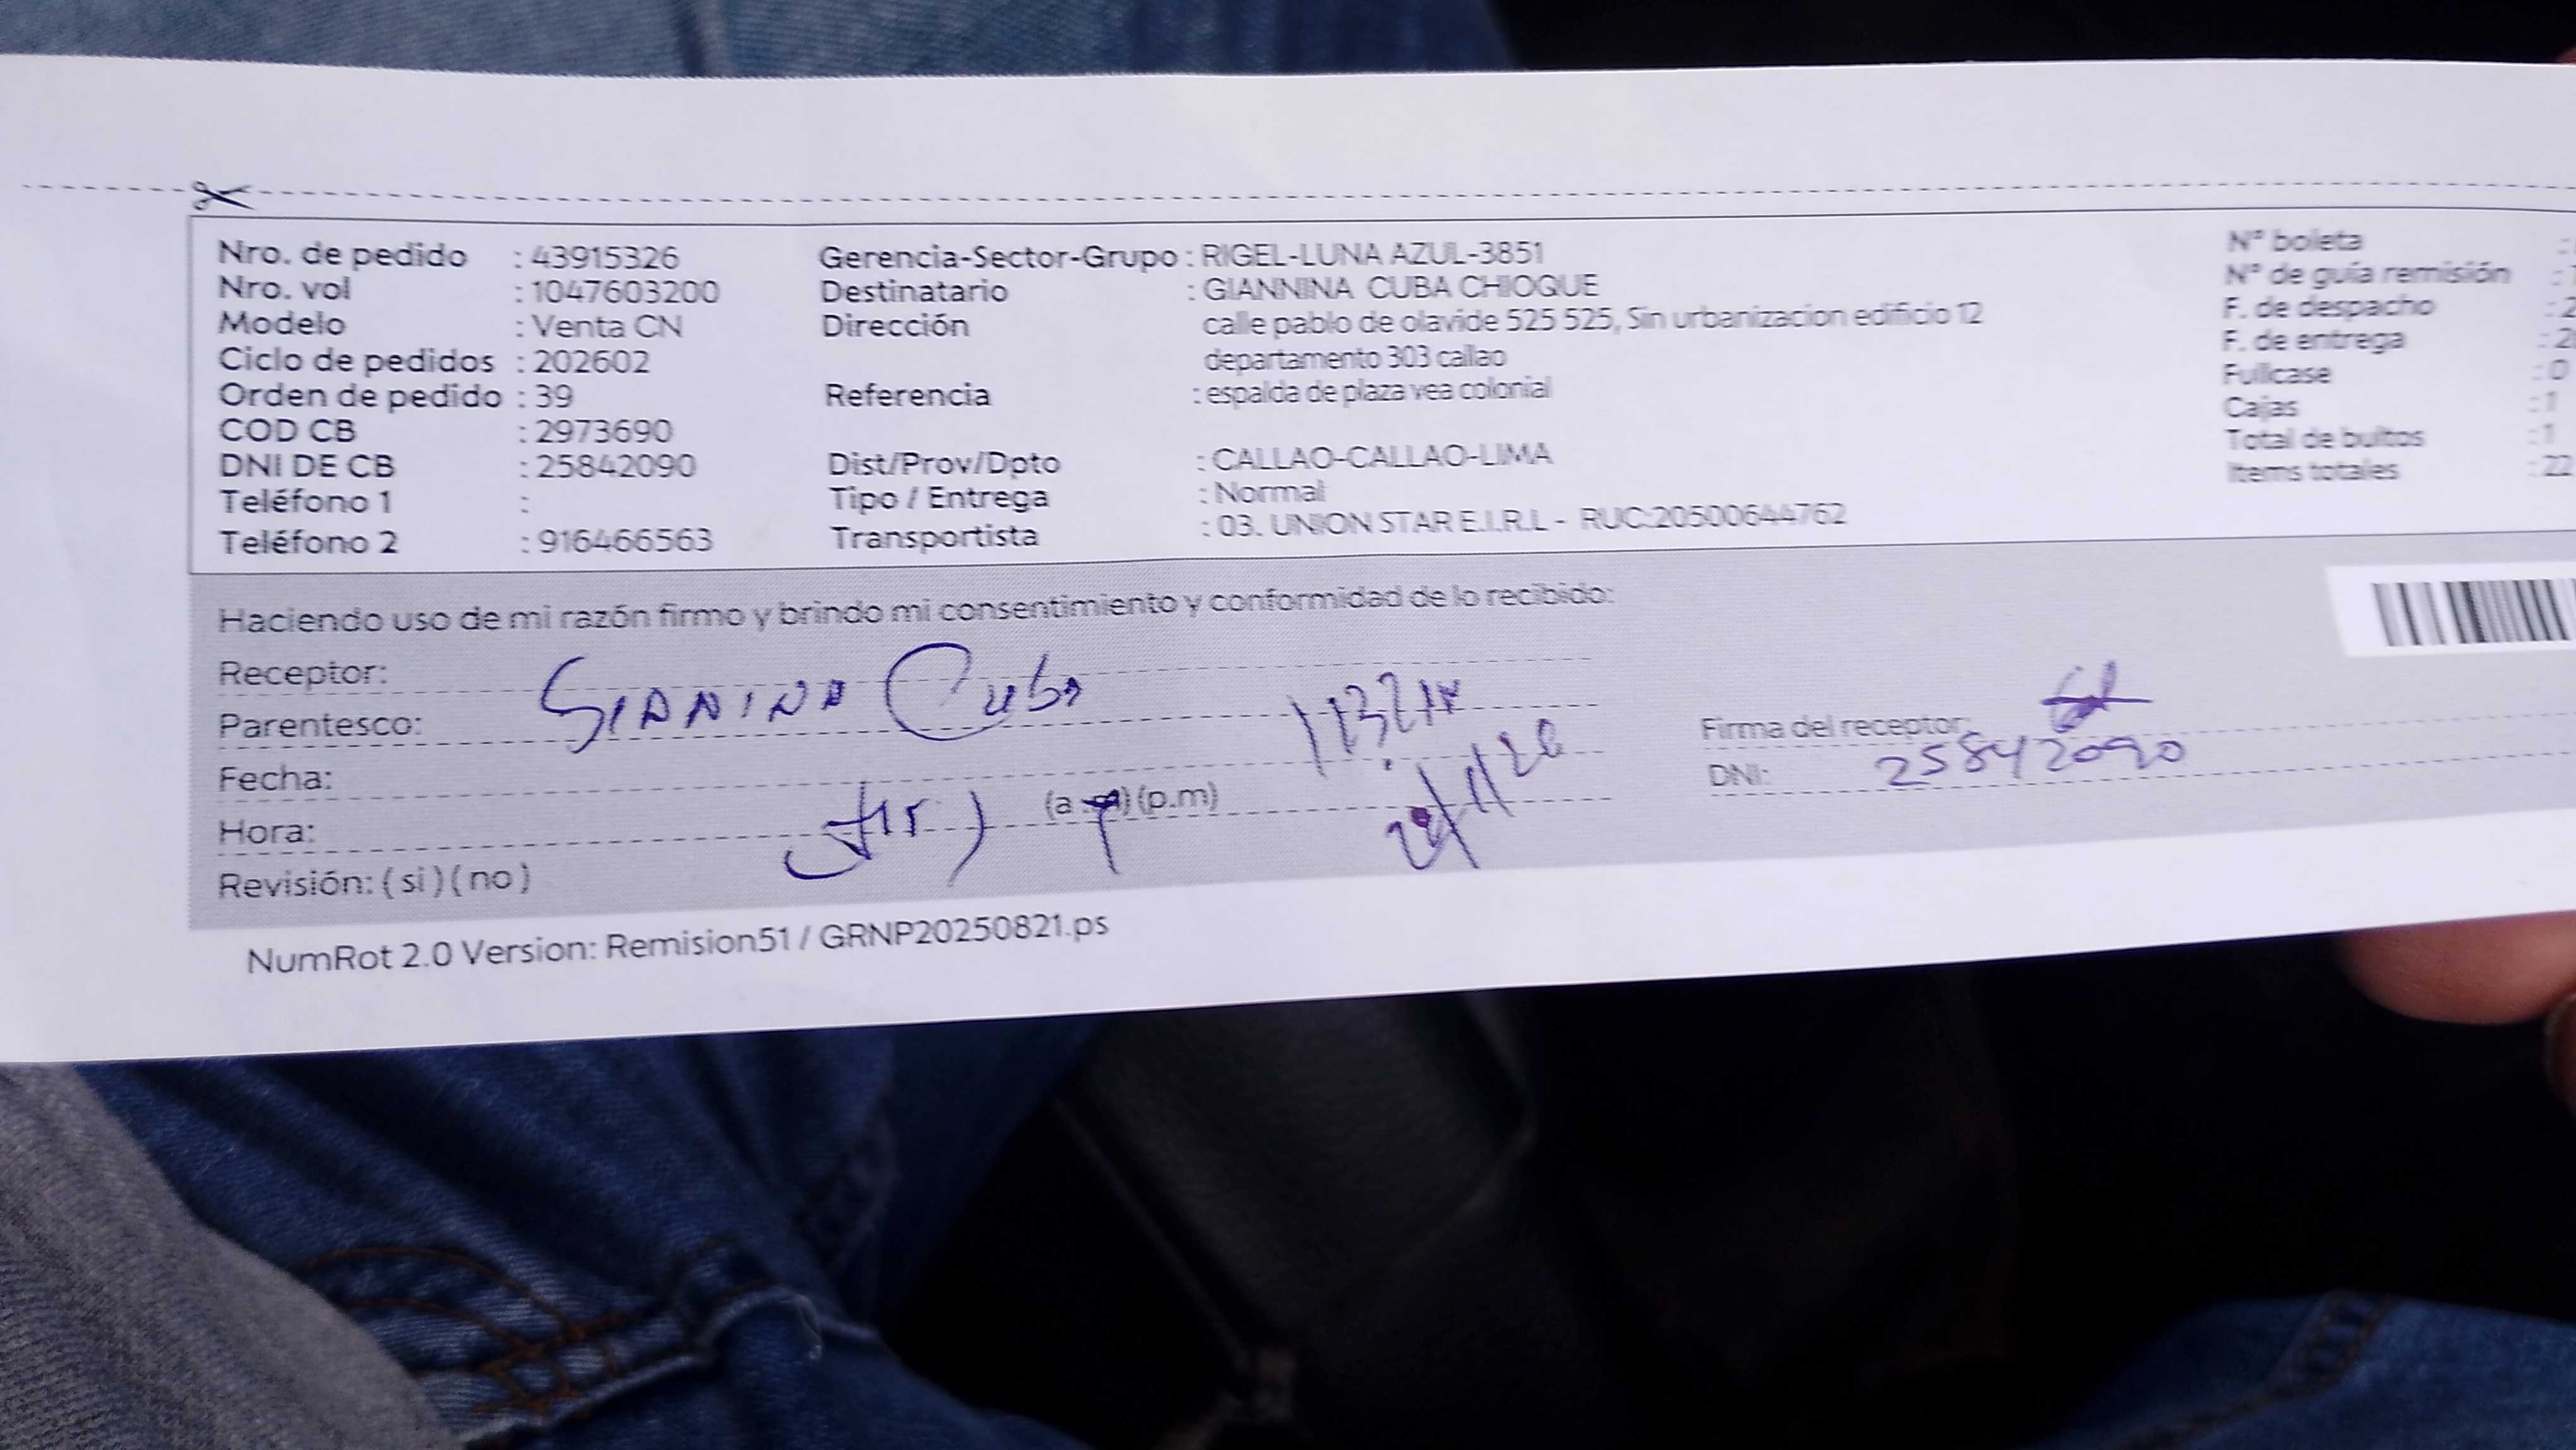 Nro. de pedido : 43915326
Nro. vol : 1047603200
Modelo : Venta CN
Ciclo de pedidos : 202602
Orden de pedido : 39
COD CB : 2973690
DNI DE CB : 25842090
Teléfono 1 :
Teléfono 2 : 916466563
Gerencia-Sector-Grupo : RIGEL-LUNA AZUL-3851
Destinatario : GIANNINA CUBA CHIOQUE
Dirección calle pablo de olavide 525 525, Sin urbanizacion edificio 12
departamento 303 callao
Referencia : espalda de plaza vea colonial
Dist/Prov/Dpto : CALLAO-CALLAO-LIMA
Tipo / Entrega : Normal
Transportista : 03. UNION STAR E.I.R.L - RUC:20500644762
N° boleta :
N° de guía remisión :
F. de despacho : 2
F. de entrega : 2
Fullcase : 0
Cajas : 1
Total de bultos : 1
Items totales : 22
Haciendo uso de mi razón firmo y brindo mi consentimiento y conformidad de lo recibido:
Receptor: GIANINA Cuba
Parentesco:
Fecha:
Hora: (a.m) (p.m)
Revisión: ( si ) ( no )
Firma del receptor:
DNI: 25842090
NumRot 2.0 Version: Remision51 / GRNP20250821.ps